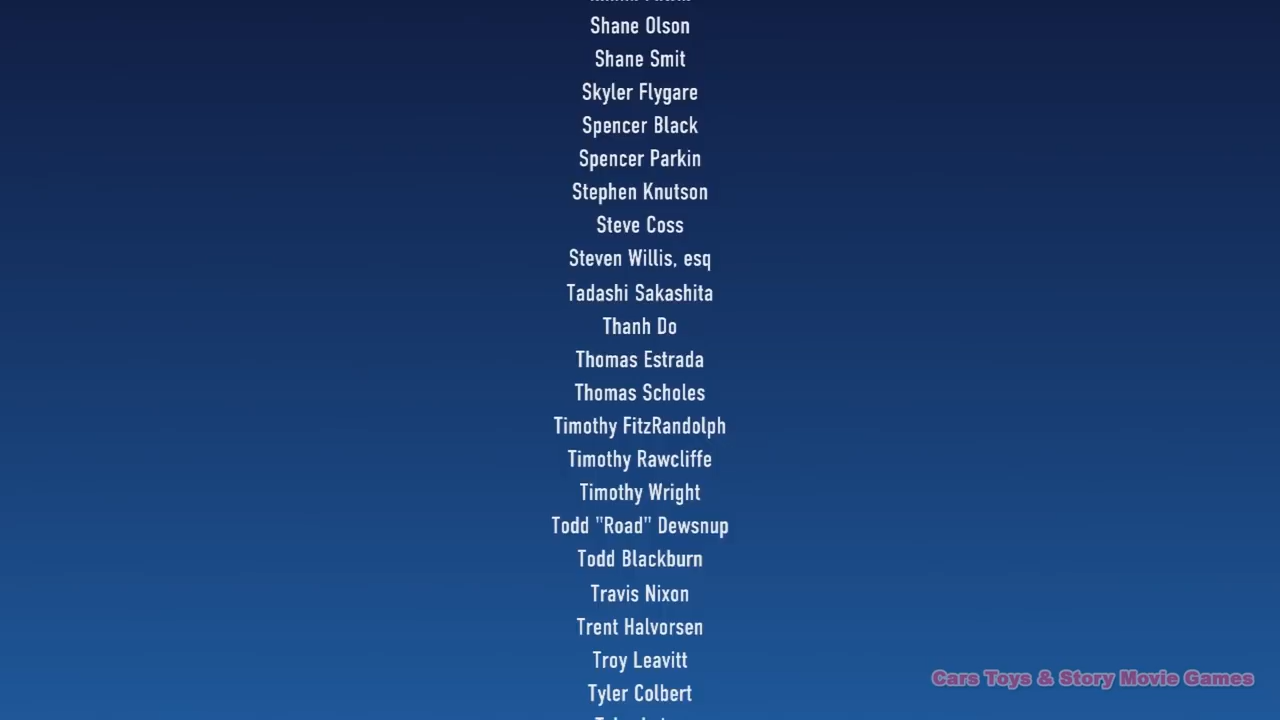 Shane Olson
Shane Smit
Skyler Flygare
Spencer Black
Spencer Parkin
Stephen Knutson
Steve Coss
Steven Willis, esq
Tadashi Sakashita
Thanh Do
Thomas Estrada
Thomas Scholes
Timothy FitzRandolph
Timothy Rawcliffe
Timothy Wright
Todd "Road" Dewsnup
Todd Blackburn
Travis Nixon
Trent Halvorsen
Troy Leavitt
Cars Toys & Story Movie Games
Tyler Colbert